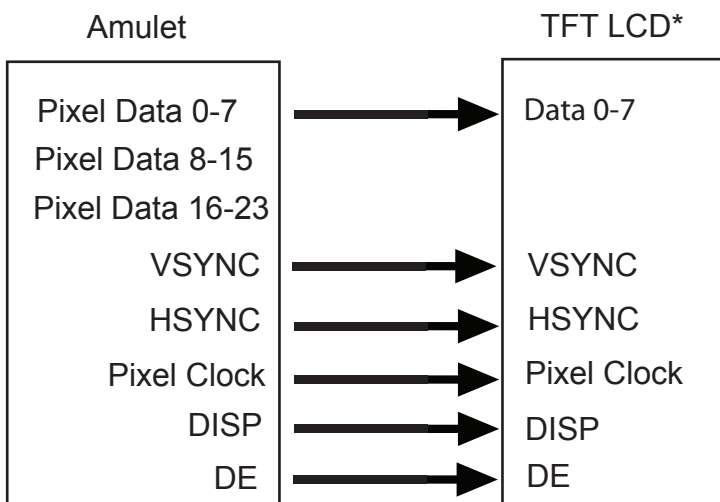 Amulet
TFT LCD*
Pixel Data 0-7
Data 0-7
Pixel Data 8-15
Pixel Data 16-23
VSYNC
VSYNC
HSYNC
HSYNC
Pixel Clock
Pixel Clock
DISP
DISP
DE
DE